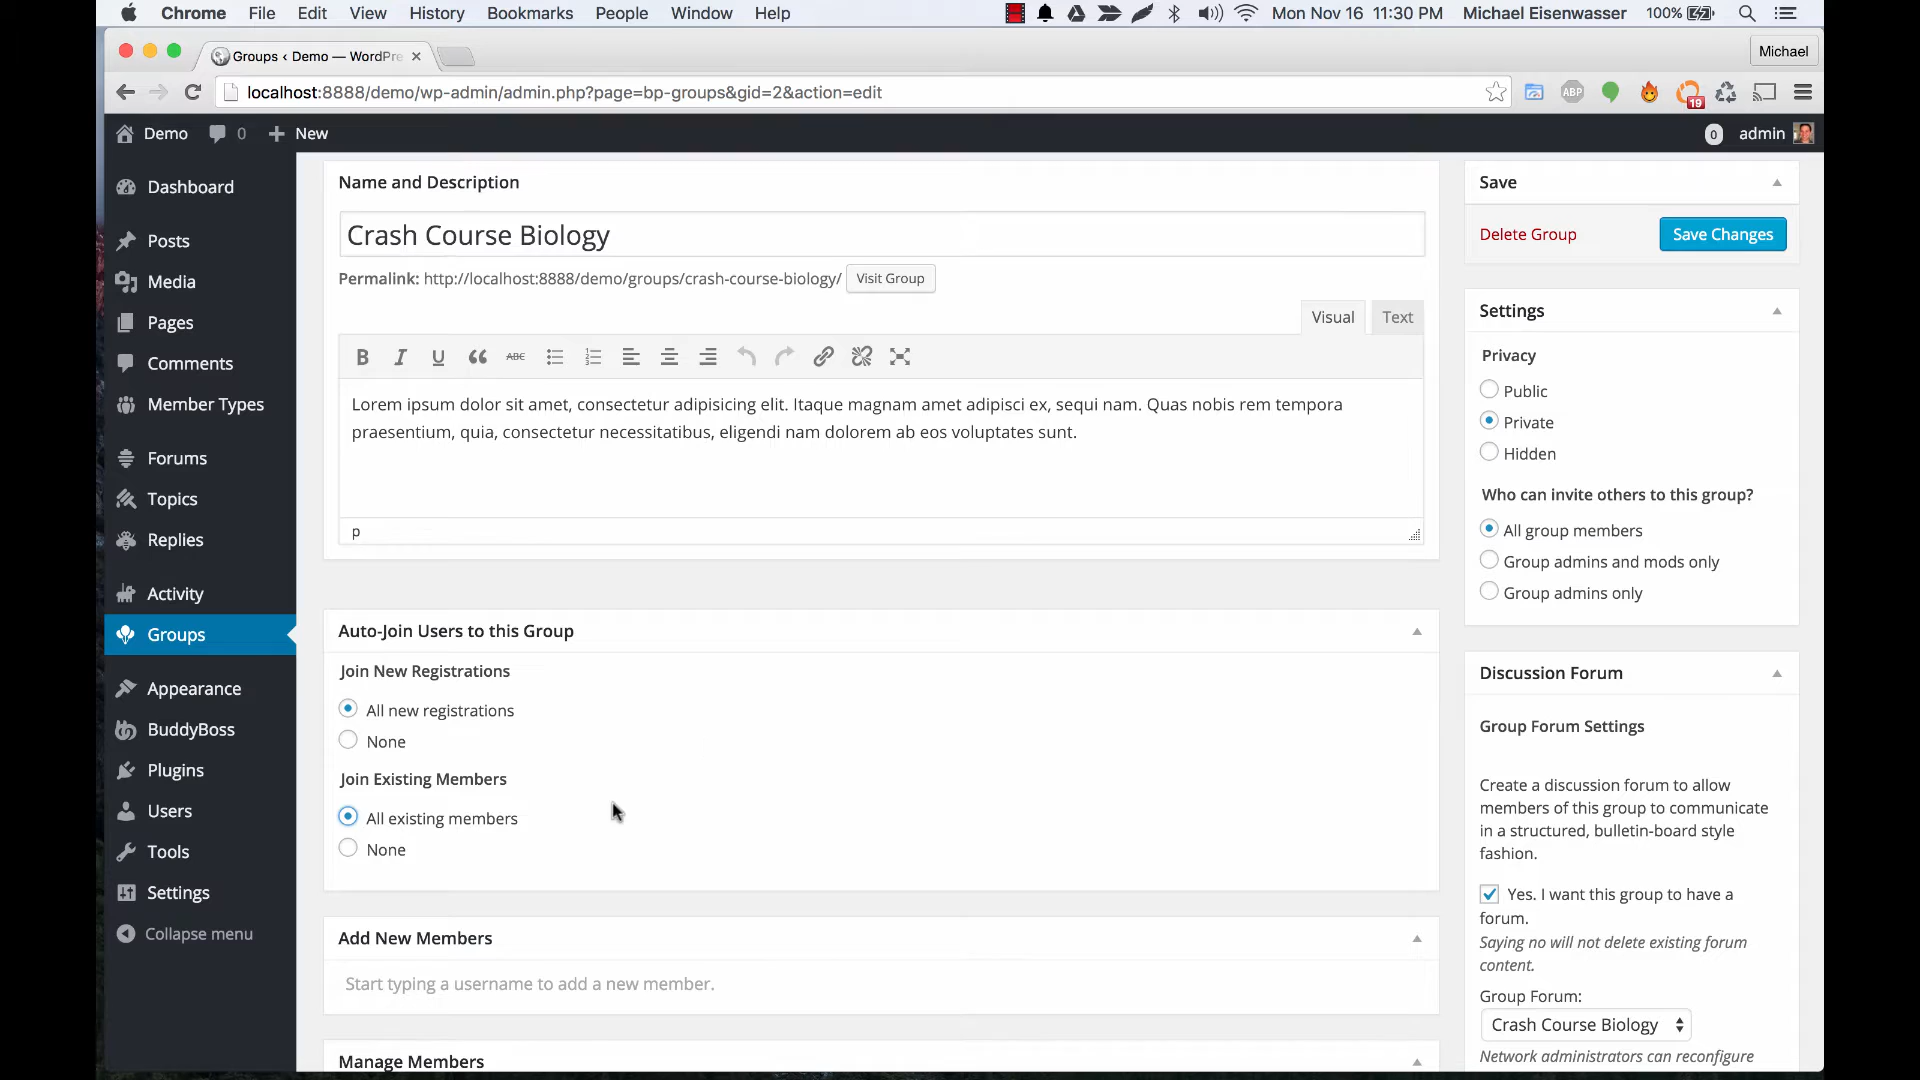 Chrome File Edit View History Bookmarks People Window Help Mon Nov 16 11:30 PM Michael Eisenwasser 100%
Groups ‹ Demo — WordPre
Michael
localhost:8888/demo/wp-admin/admin.php?page=bp-groups&gid=2&action=edit
ABP
19
Demo 0 New 0 admin
Dashboard
Posts
Media
Pages
Comments
Member Types
Forums
Topics
Replies
Activity
Groups
Appearance
BuddyBoss
Plugins
Users
Tools
Settings
Collapse menu
Name and Description
Crash Course Biology
Permalink: http://localhost:8888/demo/groups/crash-course-biology/ Visit Group
Visual Text
B I U ABC
Lorem ipsum dolor sit amet, consectetur adipisicing elit. Itaque magnam amet adipisci ex, sequi nam. Quas nobis rem tempora
praesentium, quia, consectetur necessitatibus, eligendi nam dolorem ab eos voluptates sunt.
p
Auto-Join Users to this Group
Join New Registrations
All new registrations
None
Join Existing Members
All existing members
None
Add New Members
Start typing a username to add a new member.
Manage Members
Save
Delete Group Save Changes
Settings
Privacy
Public
Private
Hidden
Who can invite others to this group?
All group members
Group admins and mods only
Group admins only
Discussion Forum
Group Forum Settings
Create a discussion forum to allow
members of this group to communicate
in a structured, bulletin-board style
fashion.
Yes. I want this group to have a
forum.
Saying no will not delete existing forum
content.
Group Forum:
Crash Course Biology
Network administrators can reconfigure